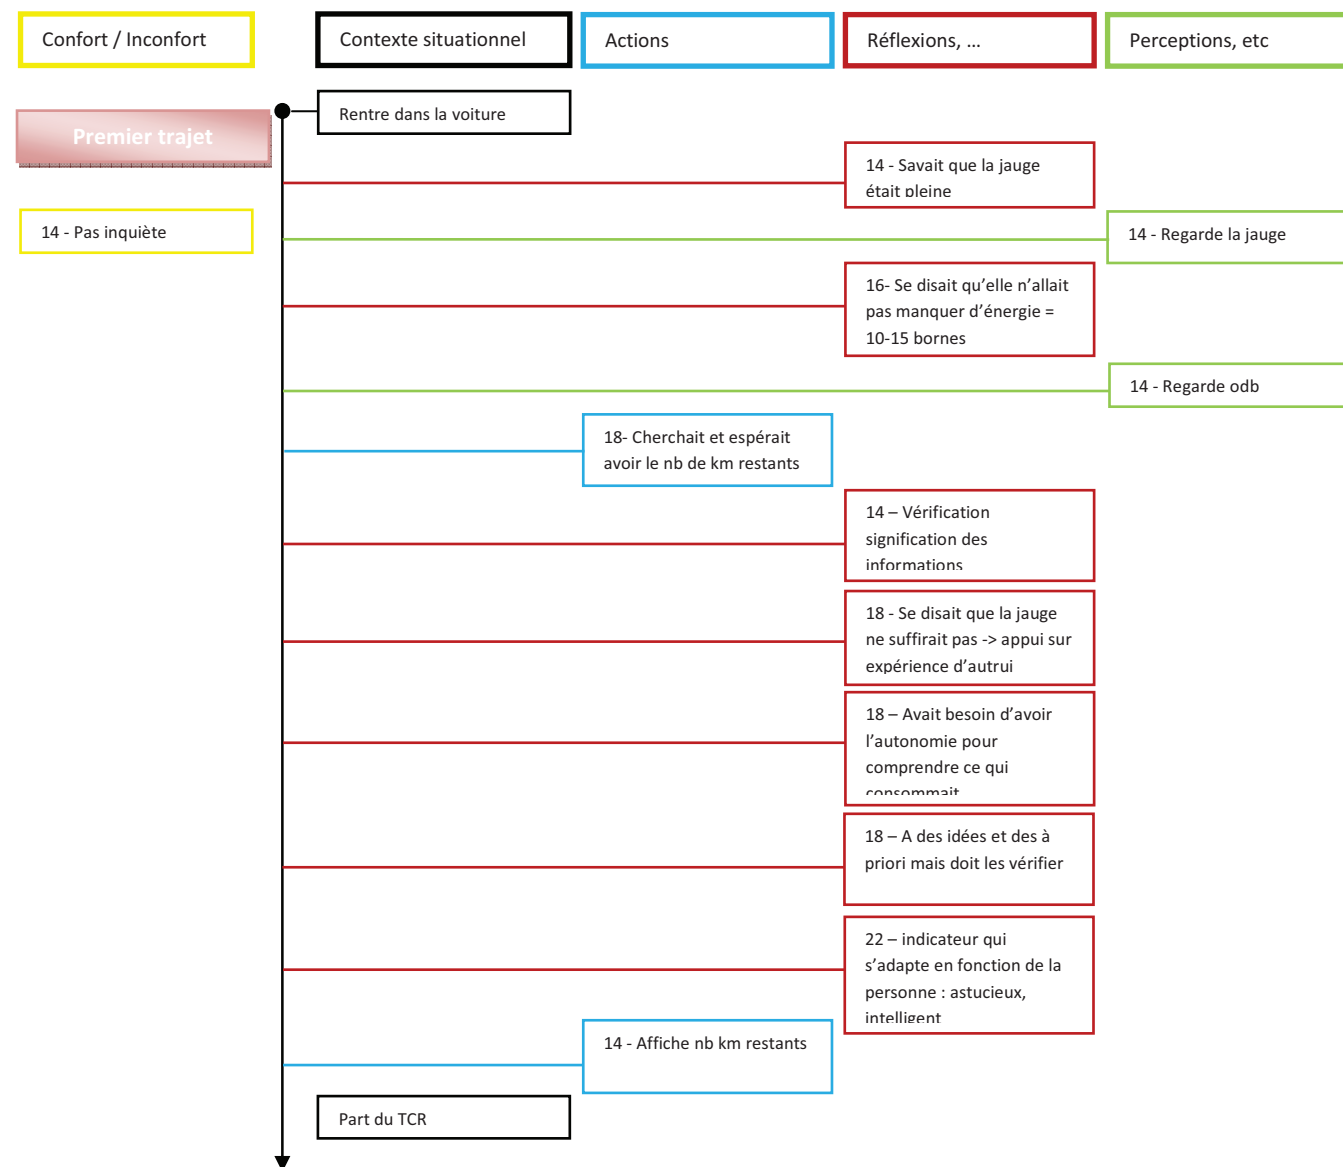 Confort / Inconfort
Contexte situationnel
Actions
Réflexions, ...
Perceptions, etc
Rentre dans la voiture
Premier trajet
14 - Savait que la jauge
était pleine
14 - Pas inquiète
14 - Regarde la jauge
16- Se disait qu’elle n’allait
pas manquer d’énergie =
10-15 bornes
14 - Regarde odb
18- Cherchait et espérait
avoir le nb de km restants
14 – Vérification
signification des
informations
18 - Se disait que la jauge
ne suffirait pas -> appui sur
expérience d’autrui
18 – Avait besoin d’avoir
l’autonomie pour
comprendre ce qui
consommait
18 – A des idées et des à
priori mais doit les vérifier
22 – indicateur qui
s’adapte en fonction de la
personne : astucieux,
intelligent
14 - Affiche nb km restants
Part du TCR